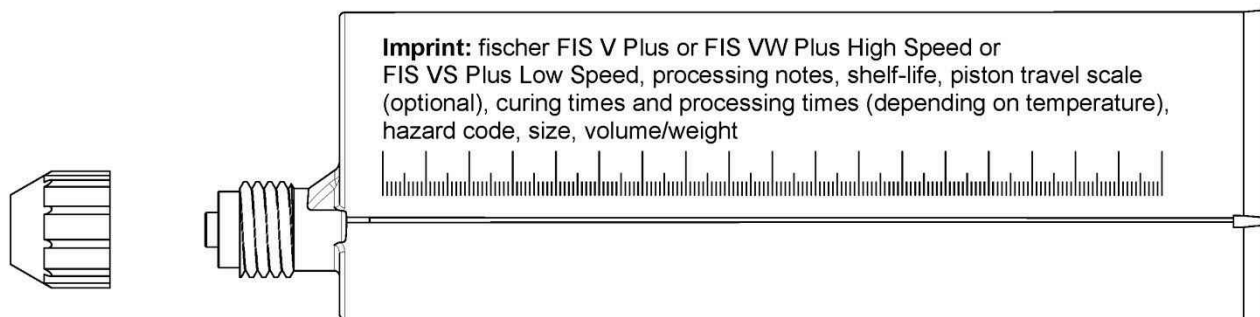 Imprint: fischer FIS V Plus or FIS VW Plus High Speed or
FIS VS Plus Low Speed, processing notes, shelf-life, piston travel scale
(optional), curing times and processing times (depending on temperature),
hazard code, size, volume/weight